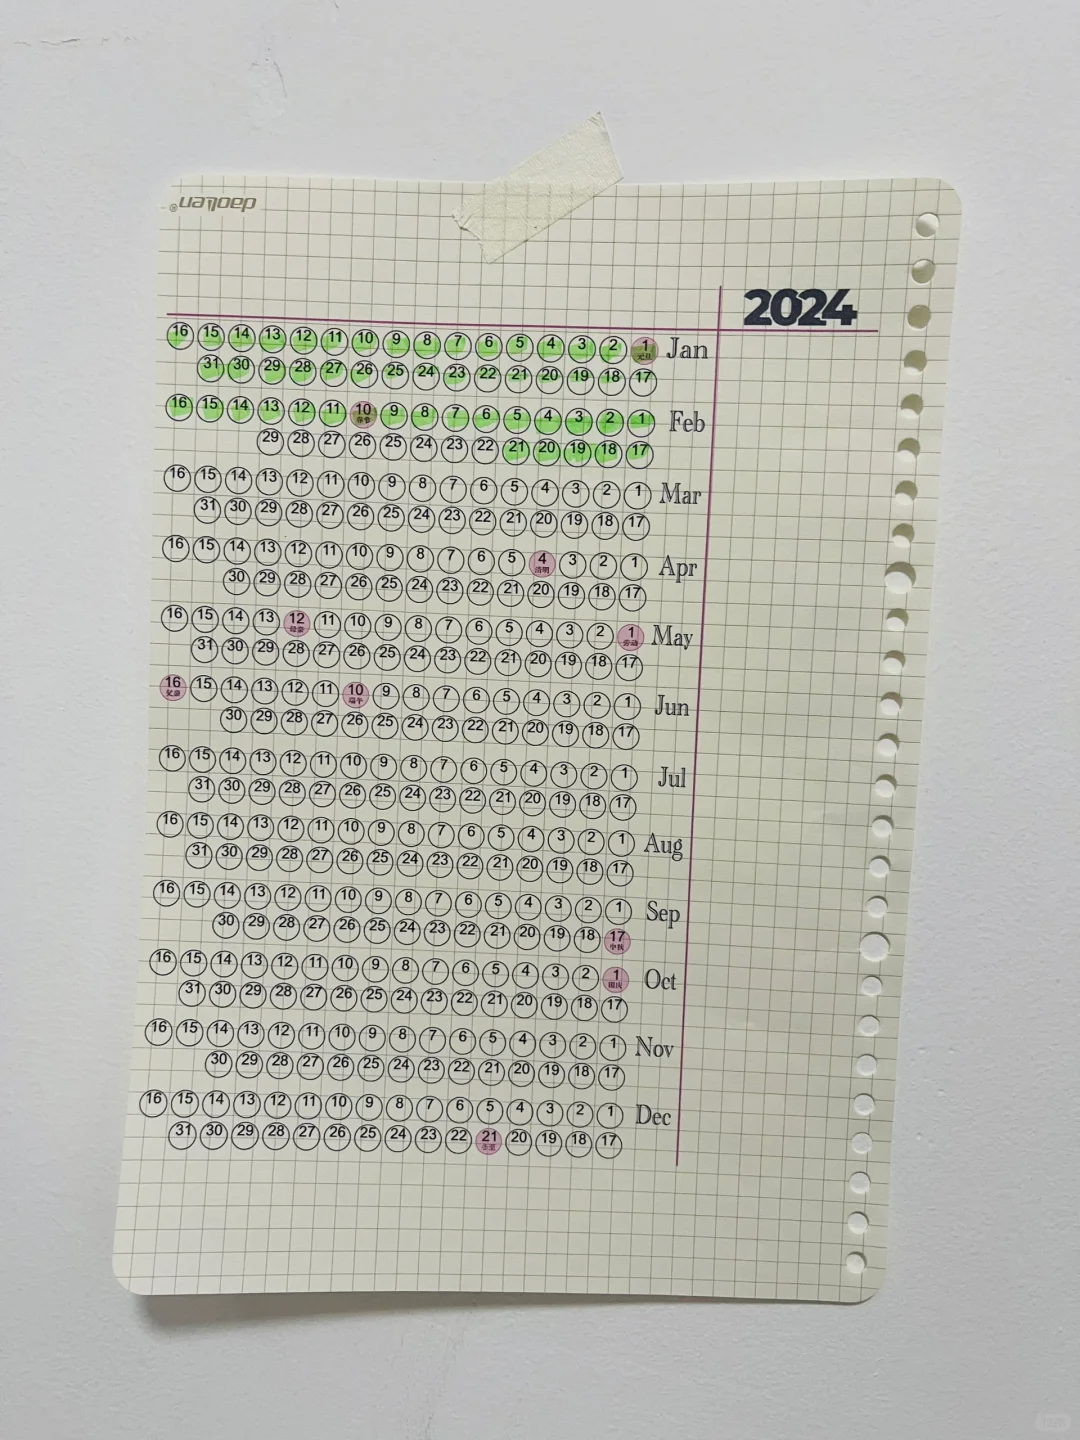 2024
16 15 14 13 12 11 10 9 8 7 6 5 4 3 2 1 Jan
元旦
31 30 29 28 27 26 25 24 23 22 21 20 19 18 17
16 15 14 13 12 11 10 9 8 7 6 5 4 3 2 1 Feb
春节
29 28 27 26 25 24 23 22 21 20 19 18 17
16 15 14 13 12 11 10 9 8 7 6 5 4 3 2 1 Mar
31 30 29 28 27 26 25 24 23 22 21 20 19 18 17
16 15 14 13 12 11 10 9 8 7 6 5 4 3 2 1 Apr
清明
30 29 28 27 26 25 24 23 22 21 20 19 18 17
16 15 14 13 12 11 10 9 8 7 6 5 4 3 2 1 May
母亲 劳动
31 30 29 28 27 26 25 24 23 22 21 20 19 18 17
16 15 14 13 12 11 10 9 8 7 6 5 4 3 2 1 Jun
父亲 端午
30 29 28 27 26 25 24 23 22 21 20 19 18 17
16 15 14 13 12 11 10 9 8 7 6 5 4 3 2 1 Jul
31 30 29 28 27 26 25 24 23 22 21 20 19 18 17
16 15 14 13 12 11 10 9 8 7 6 5 4 3 2 1 Aug
31 30 29 28 27 26 25 24 23 22 21 20 19 18 17
16 15 14 13 12 11 10 9 8 7 6 5 4 3 2 1 Sep
30 29 28 27 26 25 24 23 22 21 20 19 18 17
中秋
16 15 14 13 12 11 10 9 8 7 6 5 4 3 2 1 Oct
国庆
31 30 29 28 27 26 25 24 23 22 21 20 19 18 17
16 15 14 13 12 11 10 9 8 7 6 5 4 3 2 1 Nov
30 29 28 27 26 25 24 23 22 21 20 19 18 17
16 15 14 13 12 11 10 9 8 7 6 5 4 3 2 1 Dec
31 30 29 28 27 26 25 24 23 22 21 20 19 18 17
冬至